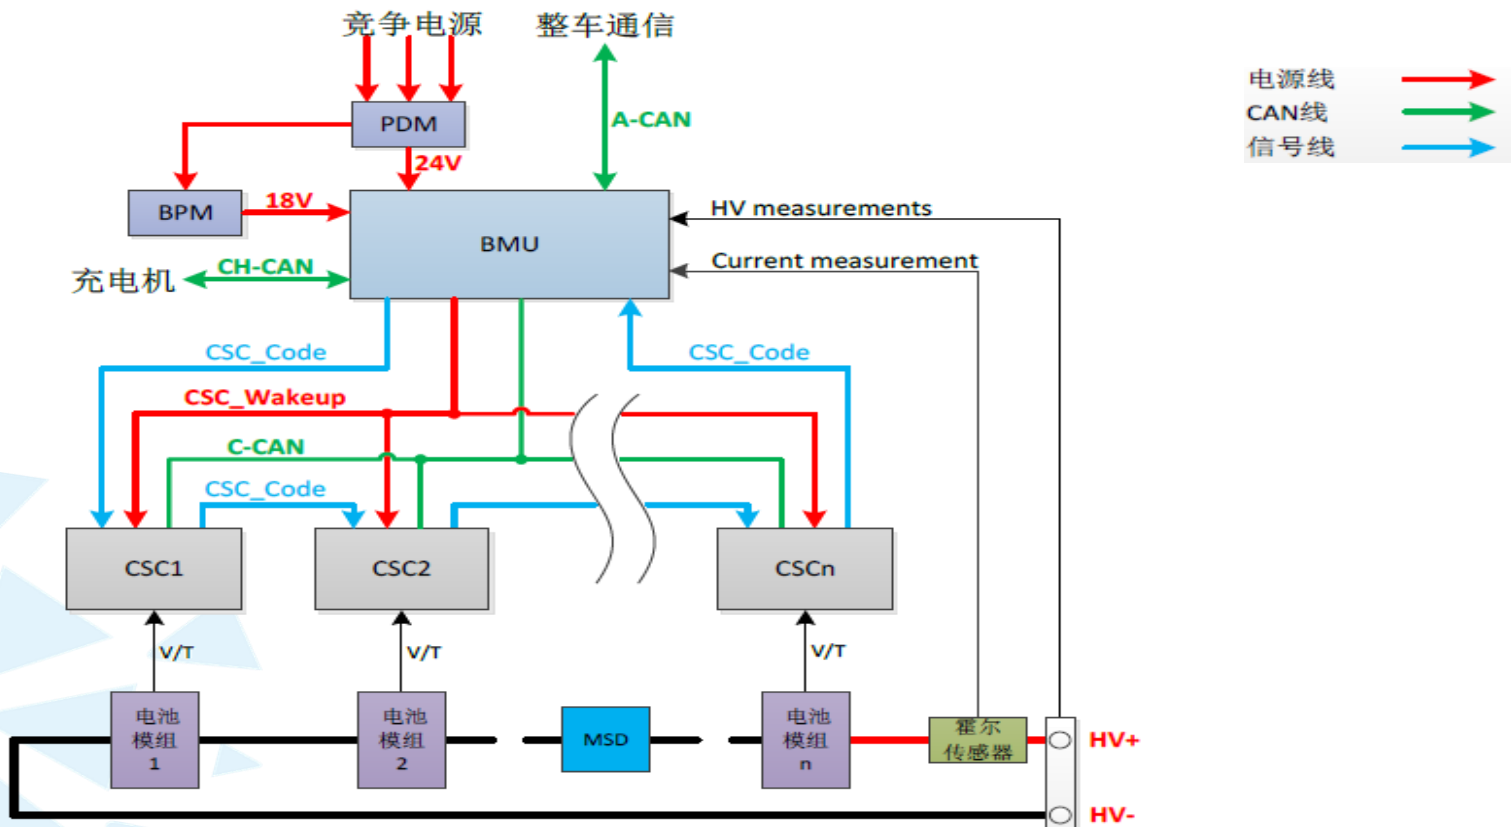 竞争电源
整车通信
电源线
CAN线
信号线
PDM
A-CAN
24V
BPM
18V
BMU
HV measurements
Current measurement
充电机
CH-CAN
CSC_Code
CSC_Code
CSC_Wakeup
C-CAN
CSC_Code
CSC1
CSC2
CSCn
V/T
V/T
V/T
电池
模组
1
电池
模组
2
MSD
电池
模组
n
霍尔
传感器
HV+
HV-